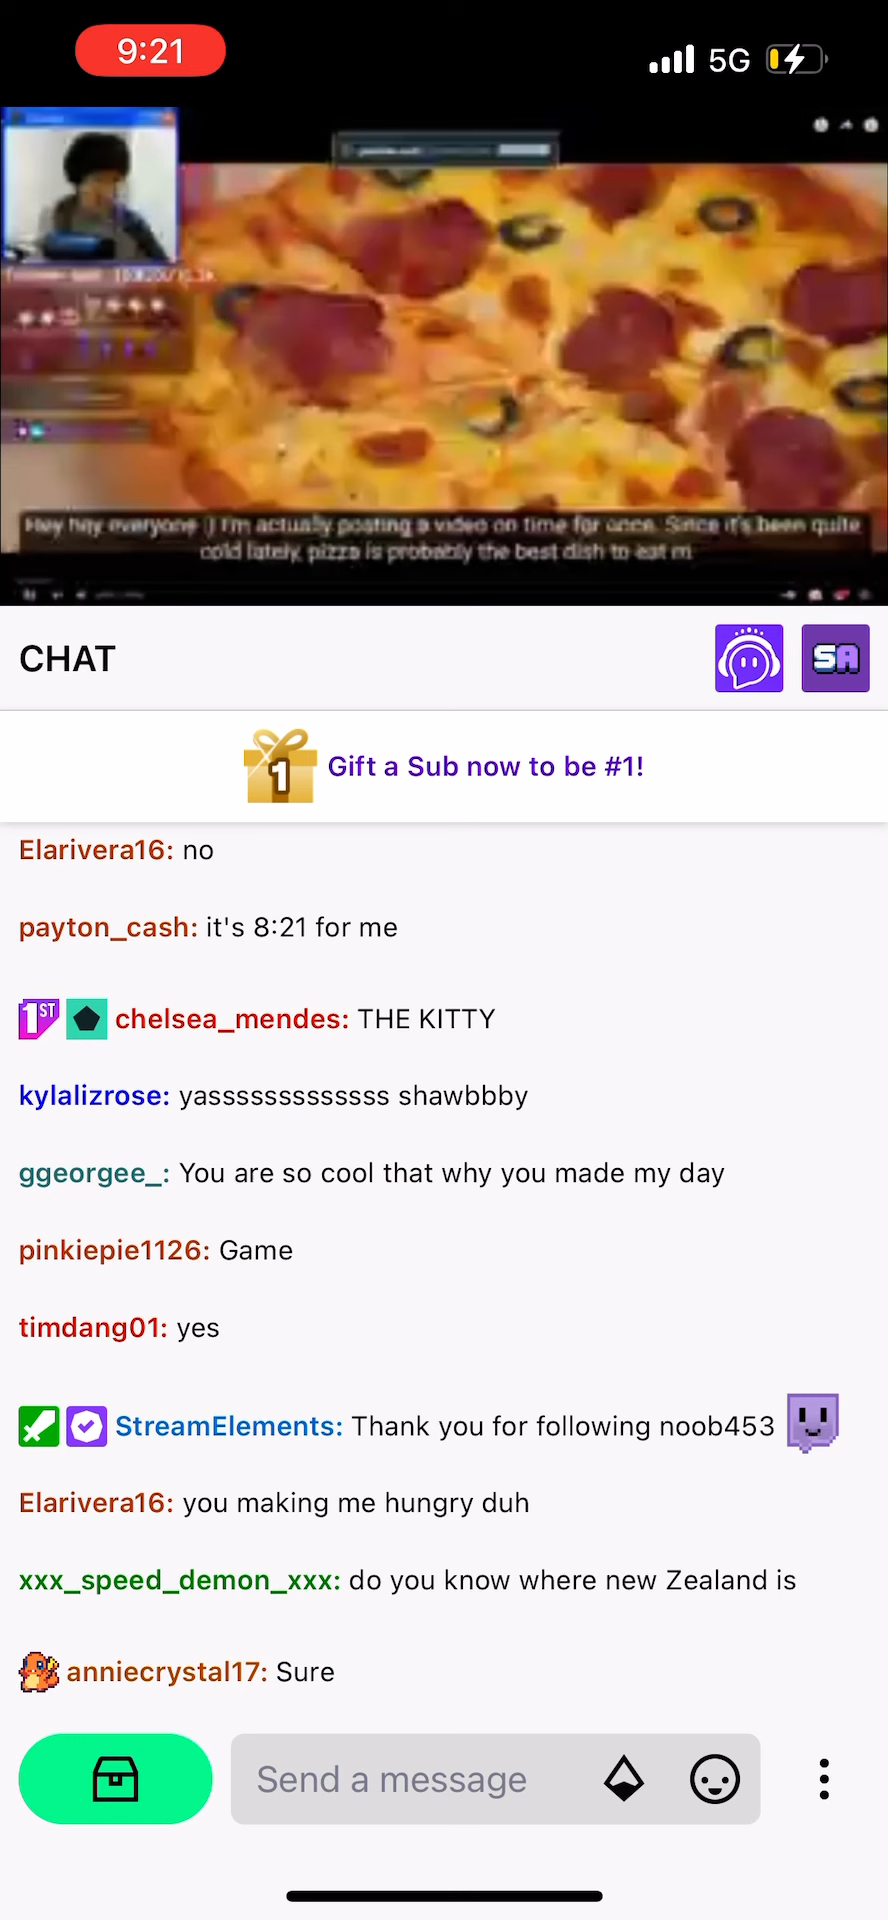 9:21
5G
Hey hey everyone :) I'm actually posting a video on time for once. Since it's been quite
cold lately, pizza is probably the best dish to eat rn
CHAT
SA
1 Gift a Sub now to be #1!
Elarivera16: no
payton_cash: it's 8:21 for me
1ST chelsea_mendes: THE KITTY
kylalizrose: yasssssssssssss shawbbby
ggeorgee_: You are so cool that why you made my day
pinkiepie1126: Game
timdang01: yes
StreamElements: Thank you for following noob453
Elarivera16: you making me hungry duh
xxx_speed_demon_xxx: do you know where new Zealand is
anniecrystal17: Sure
Send a message